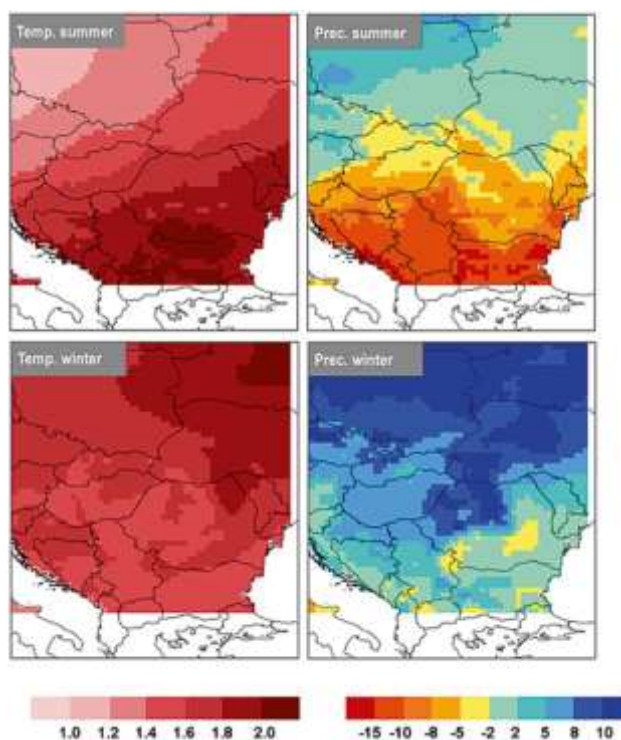 Temp. summer
Prec. summer
Temp. winter
Prec. winter
1.0 1.2 1.4 1.6 1.8 2.0
-15 -10 -8 -5 -2 2 5 8 10